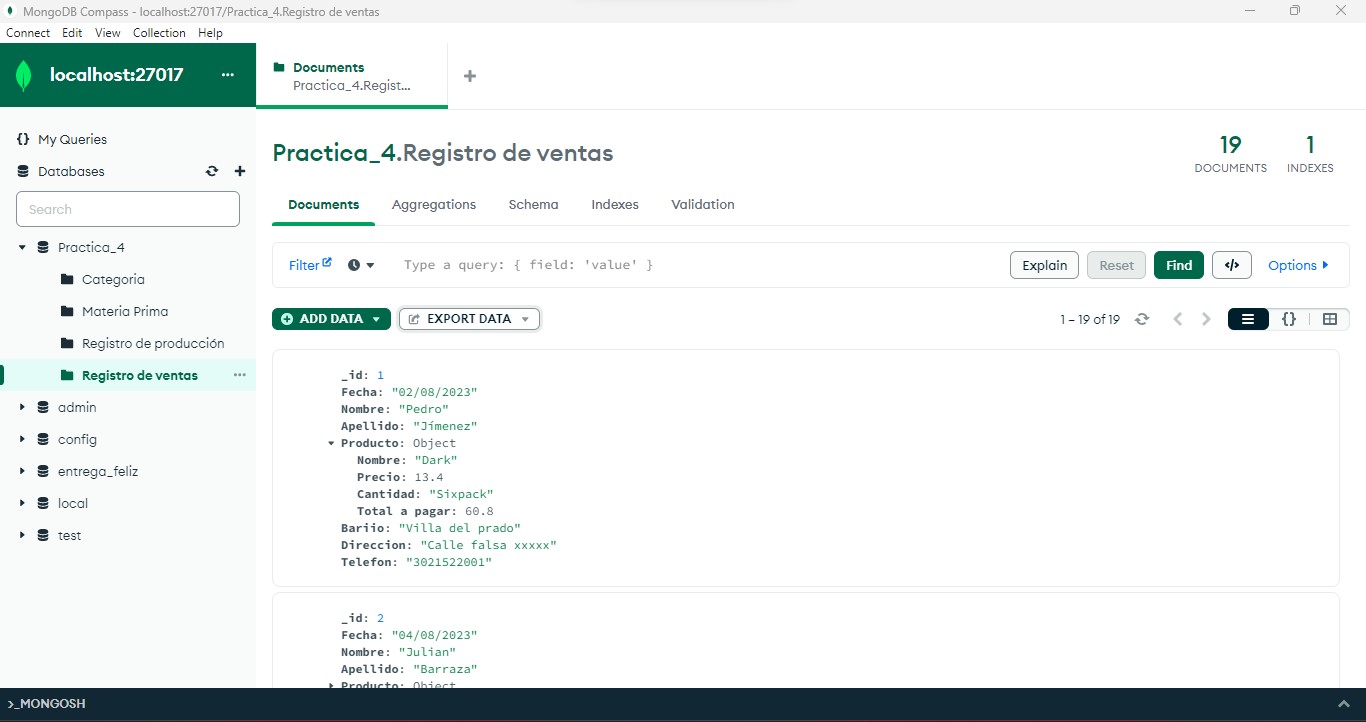 MongoDB Compass - localhost:27017/Practica_4.Registro de ventas
Connect Edit View Collection Help
localhost:27017 ...
Documents
Practica_4.Regist...
My Queries
Databases
Search
Practica_4
Categoria
Materia Prima
Registro de producción
Registro de ventas ...
admin
config
entrega_feliz
local
test
Practica_4.Registro de ventas
19
DOCUMENTS
1
INDEXES
Documents Aggregations Schema Indexes Validation
Filter Type a query: { field: 'value' } Explain Reset Find </> Options
ADD DATA EXPORT DATA 1 – 19 of 19 {}
_id: 1
Fecha: "02/08/2023"
Nombre: "Pedro"
Apellido: "Jímenez"
Producto: Object
Nombre: "Dark"
Precio: 13.4
Cantidad: "Sixpack"
Total a pagar: 60.8
Bariio: "Villa del prado"
Direccion: "Calle falsa xxxxx"
Telefon: "3021522001"
_id: 2
Fecha: "04/08/2023"
Nombre: "Julian"
Apellido: "Barraza"
Producto: Object
>_MONGOSH